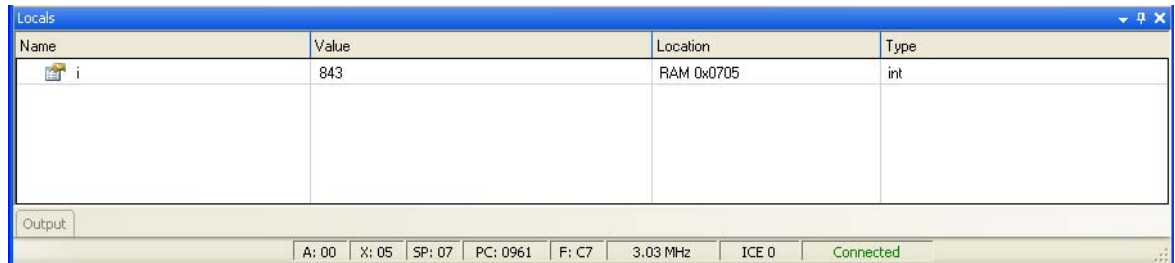 Locals
Name Value Location Type
i 843 RAM 0x0705 int
Output
A: 00 X: 05 SP: 07 PC: 0961 F: C7 3.03 MHz ICE 0 Connected